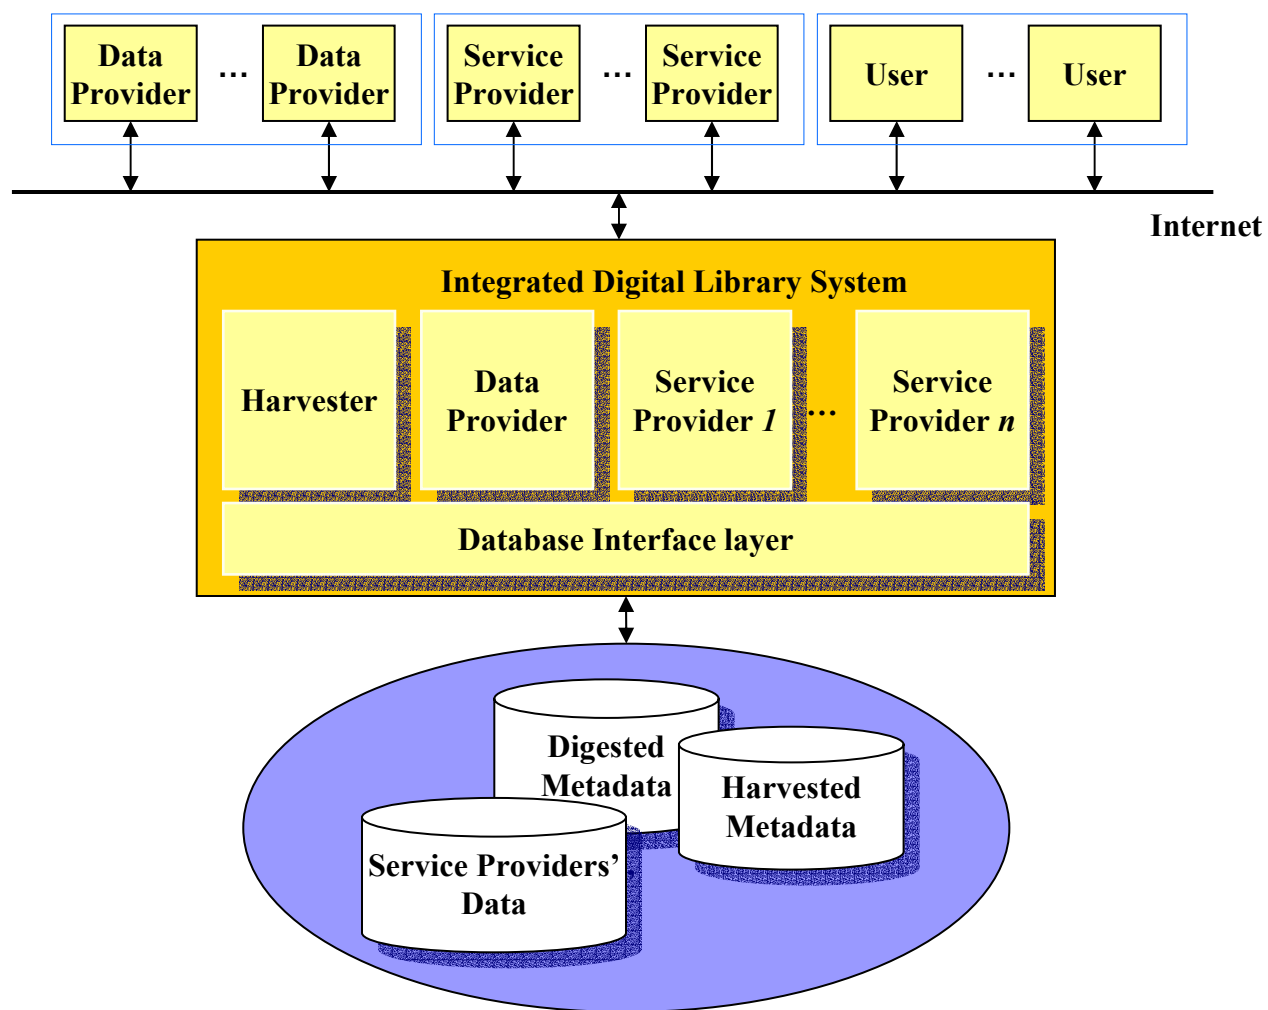 Data Provider
...
Data Provider
Service Provider
...
Service Provider
User
...
User
Internet
Integrated Digital Library System
Harvester
Data
Provider
Service
Provider 1
...
Service
Provider n
Database Interface layer
Digested
Metadata
Harvested
Metadata
Service Providers’
Data